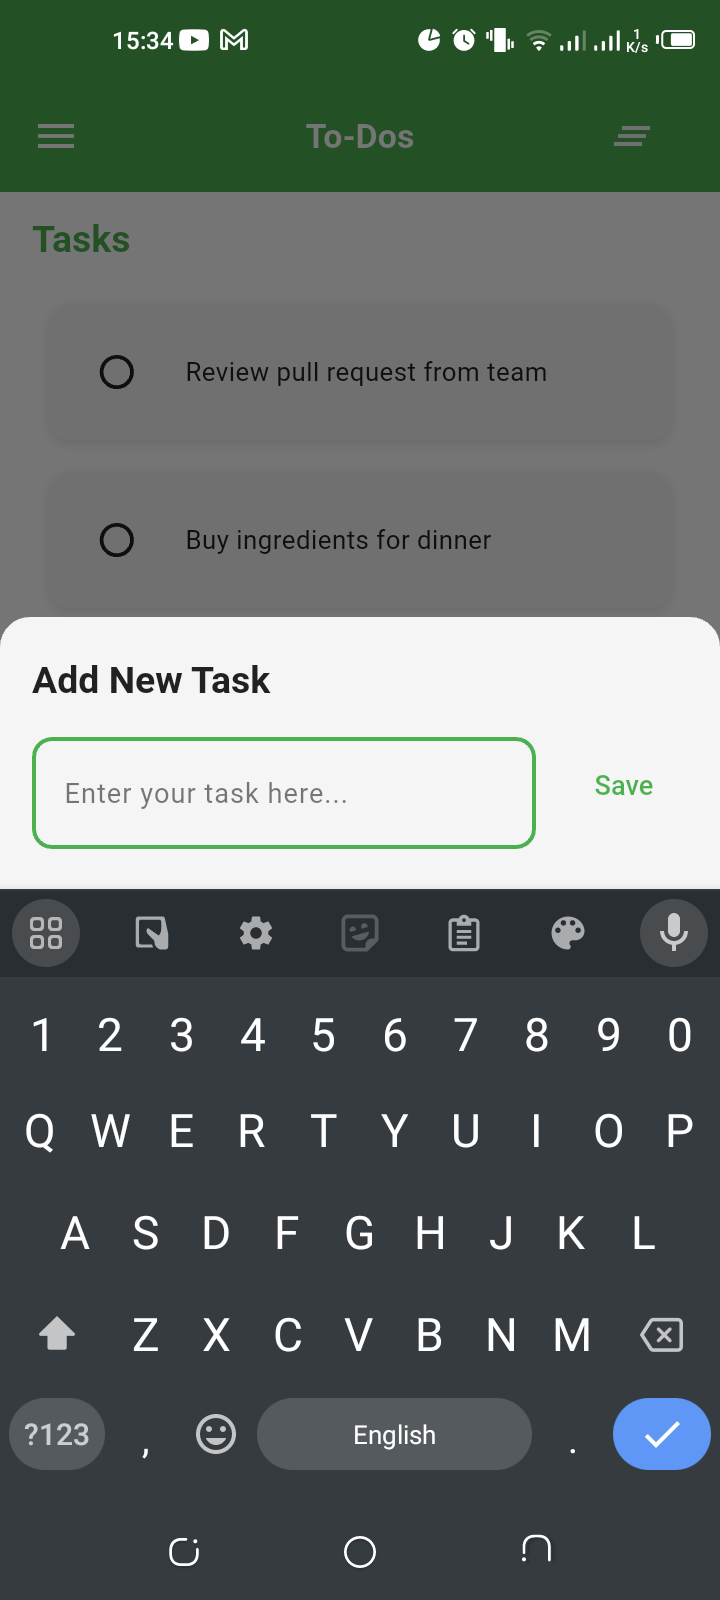 15:34 1 K/s
To-Dos
Tasks
Review pull request from team
Buy ingredients for dinner
Add New Task
Enter your task here...
Save
1 2 3 4 5 6 7 8 9 0
Q W E R T Y U I O P
A S D F G H J K L
Z X C V B N M
?123 , English .